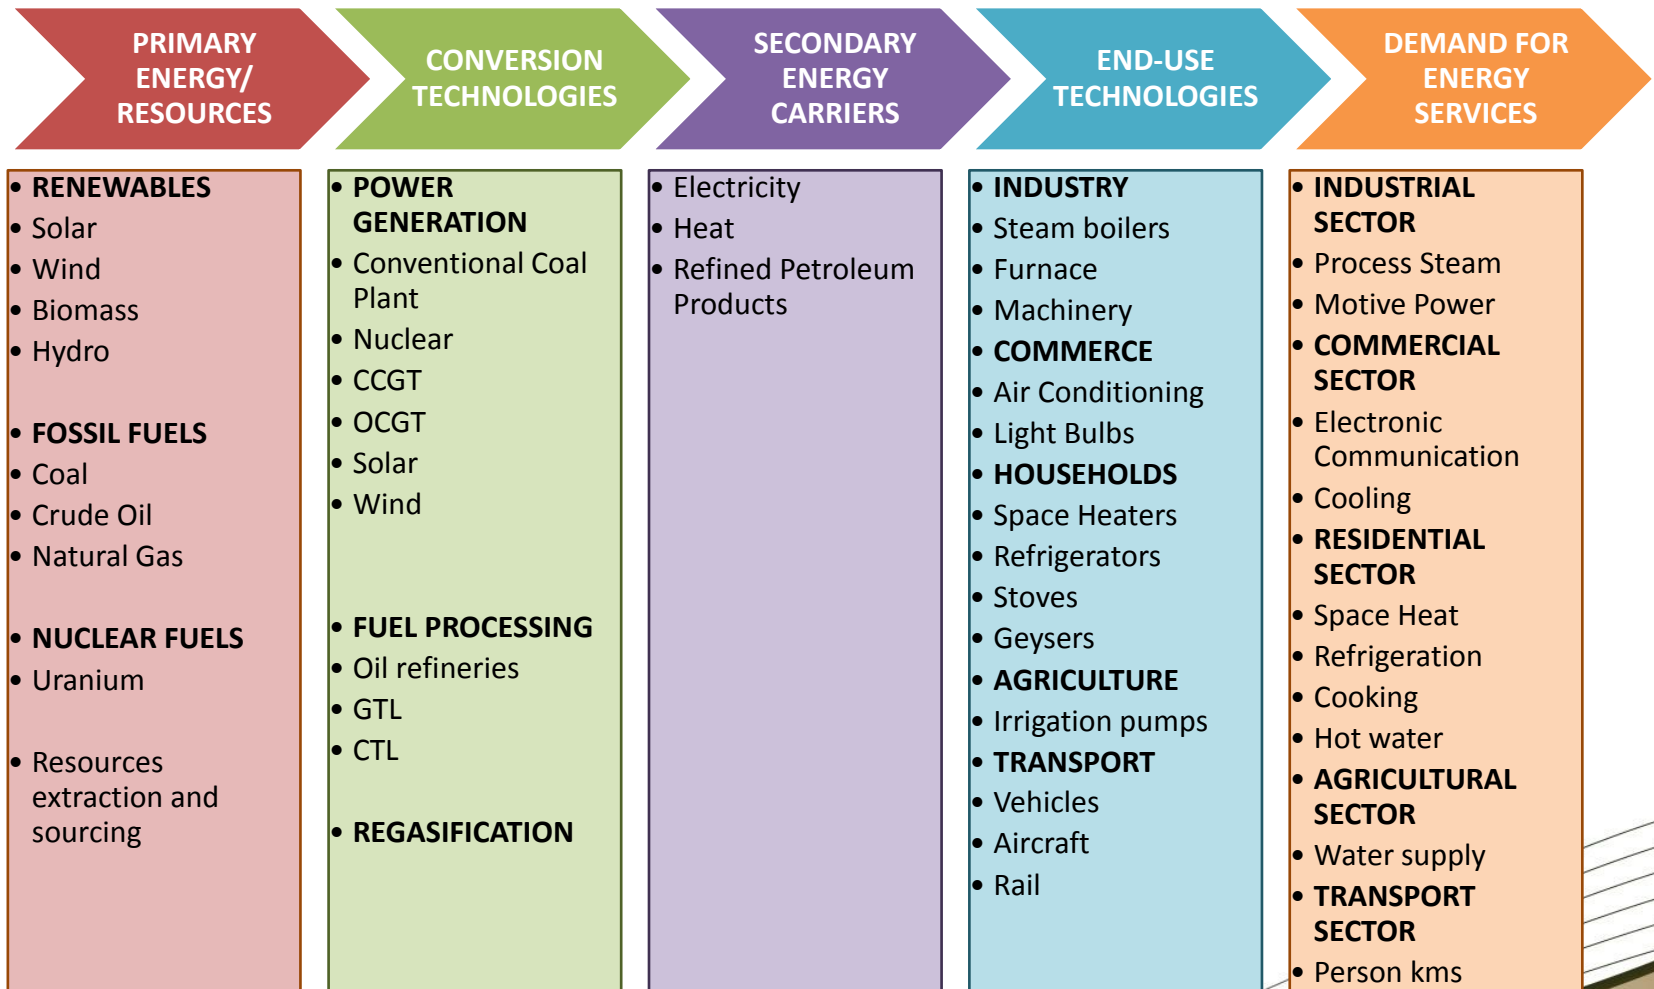 PRIMARY
ENERGY/
RESOURCES
CONVERSION
TECHNOLOGIES
SECONDARY
ENERGY
CARRIERS
END-USE
TECHNOLOGIES
DEMAND FOR
ENERGY
SERVICES
• RENEWABLES
• Solar
• Wind
• Biomass
• Hydro
• FOSSIL FUELS
• Coal
• Crude Oil
• Natural Gas
• NUCLEAR FUELS
• Uranium
• Resources
extraction and
sourcing
• POWER
GENERATION
• Conventional Coal
Plant
• Nuclear
• CCGT
• OCGT
• Solar
• Wind
• FUEL PROCESSING
• Oil refineries
• GTL
• CTL
• REGASIFICATION
• Electricity
• Heat
• Refined Petroleum
Products
• INDUSTRY
• Steam boilers
• Furnace
• Machinery
• COMMERCE
• Air Conditioning
• Light Bulbs
• HOUSEHOLDS
• Space Heaters
• Refrigerators
• Stoves
• Geysers
• AGRICULTURE
• Irrigation pumps
• TRANSPORT
• Vehicles
• Aircraft
• Rail
• INDUSTRIAL
SECTOR
• Process Steam
• Motive Power
• COMMERCIAL
SECTOR
• Electronic
Communication
• Cooling
• RESIDENTIAL
SECTOR
• Space Heat
• Refrigeration
• Cooking
• Hot water
• AGRICULTURAL
SECTOR
• Water supply
• TRANSPORT
SECTOR
• Person kms